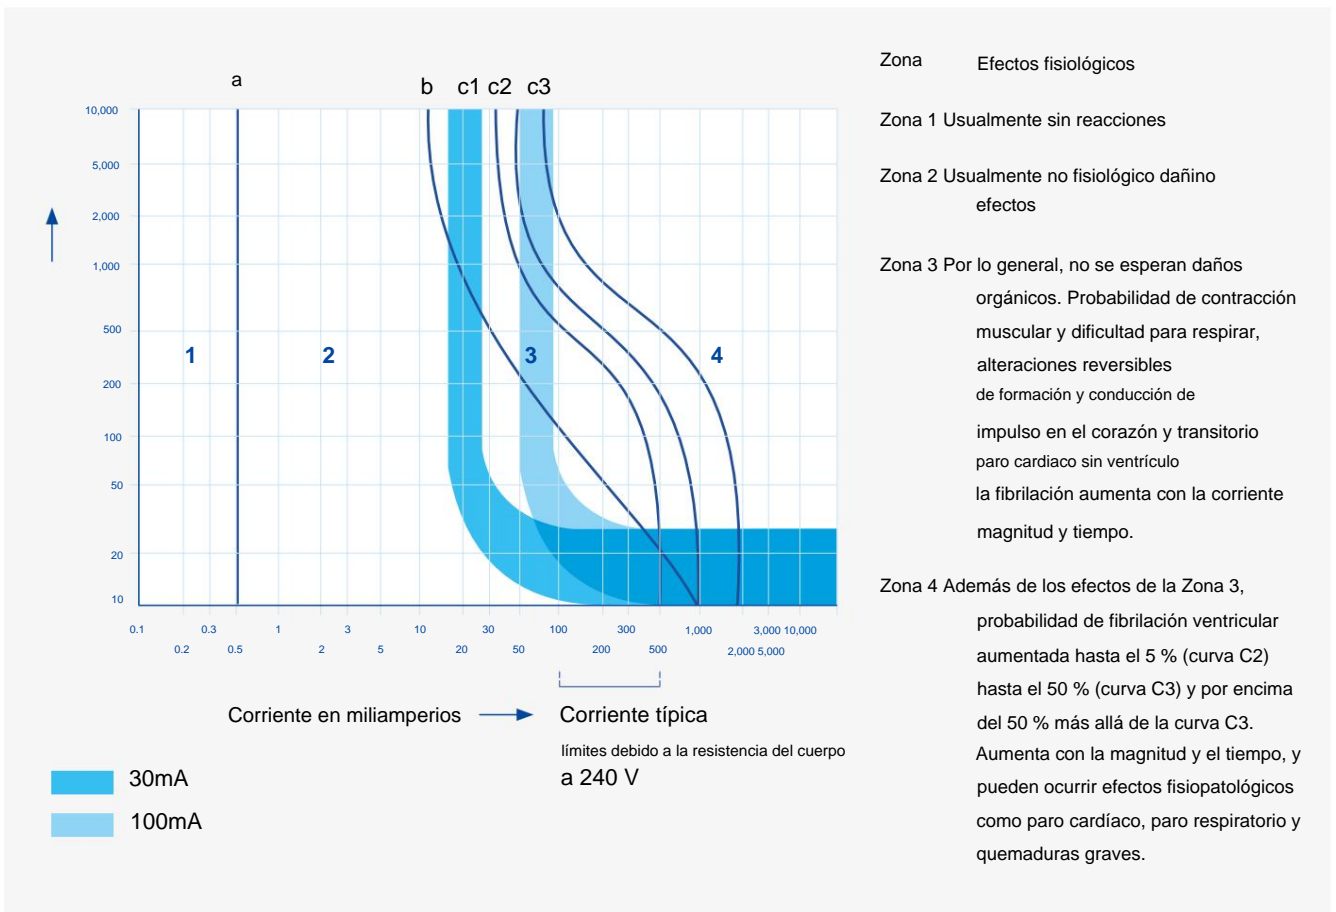 a
b c1 c2 c3
10,000
5,000
2,000
1,000
500
200
100
50
20
10
1
2
3
4
0.1 0.3 1 3 10 30 100 300 1,000 3,000 10,000
0.2 0.5 2 5 20 50 200 500 2,000 5,000
Corriente en miliamperios
Corriente típica
límites debido a la resistencia del cuerpo
a 240 V
30mA
100mA
Zona Efectos fisiológicos
Zona 1 Usualmente sin reacciones
Zona 2 Usualmente no fisiológico dañino
efectos
Zona 3 Por lo general, no se esperan daños
orgánicos. Probabilidad de contracción
muscular y dificultad para respirar,
alteraciones reversibles
de formación y conducción de
impulso en el corazón y transitorio
paro cardiaco sin ventrículo
la fibrilación aumenta con la corriente
magnitud y tiempo.
Zona 4 Además de los efectos de la Zona 3,
probabilidad de fibrilación ventricular
aumentada hasta el 5 % (curva C2)
hasta el 50 % (curva C3) y por encima
del 50 % más allá de la curva C3.
Aumenta con la magnitud y el tiempo, y
pueden ocurrir efectos fisiopatológicos
como paro cardíaco, paro respiratorio y
quemaduras graves.